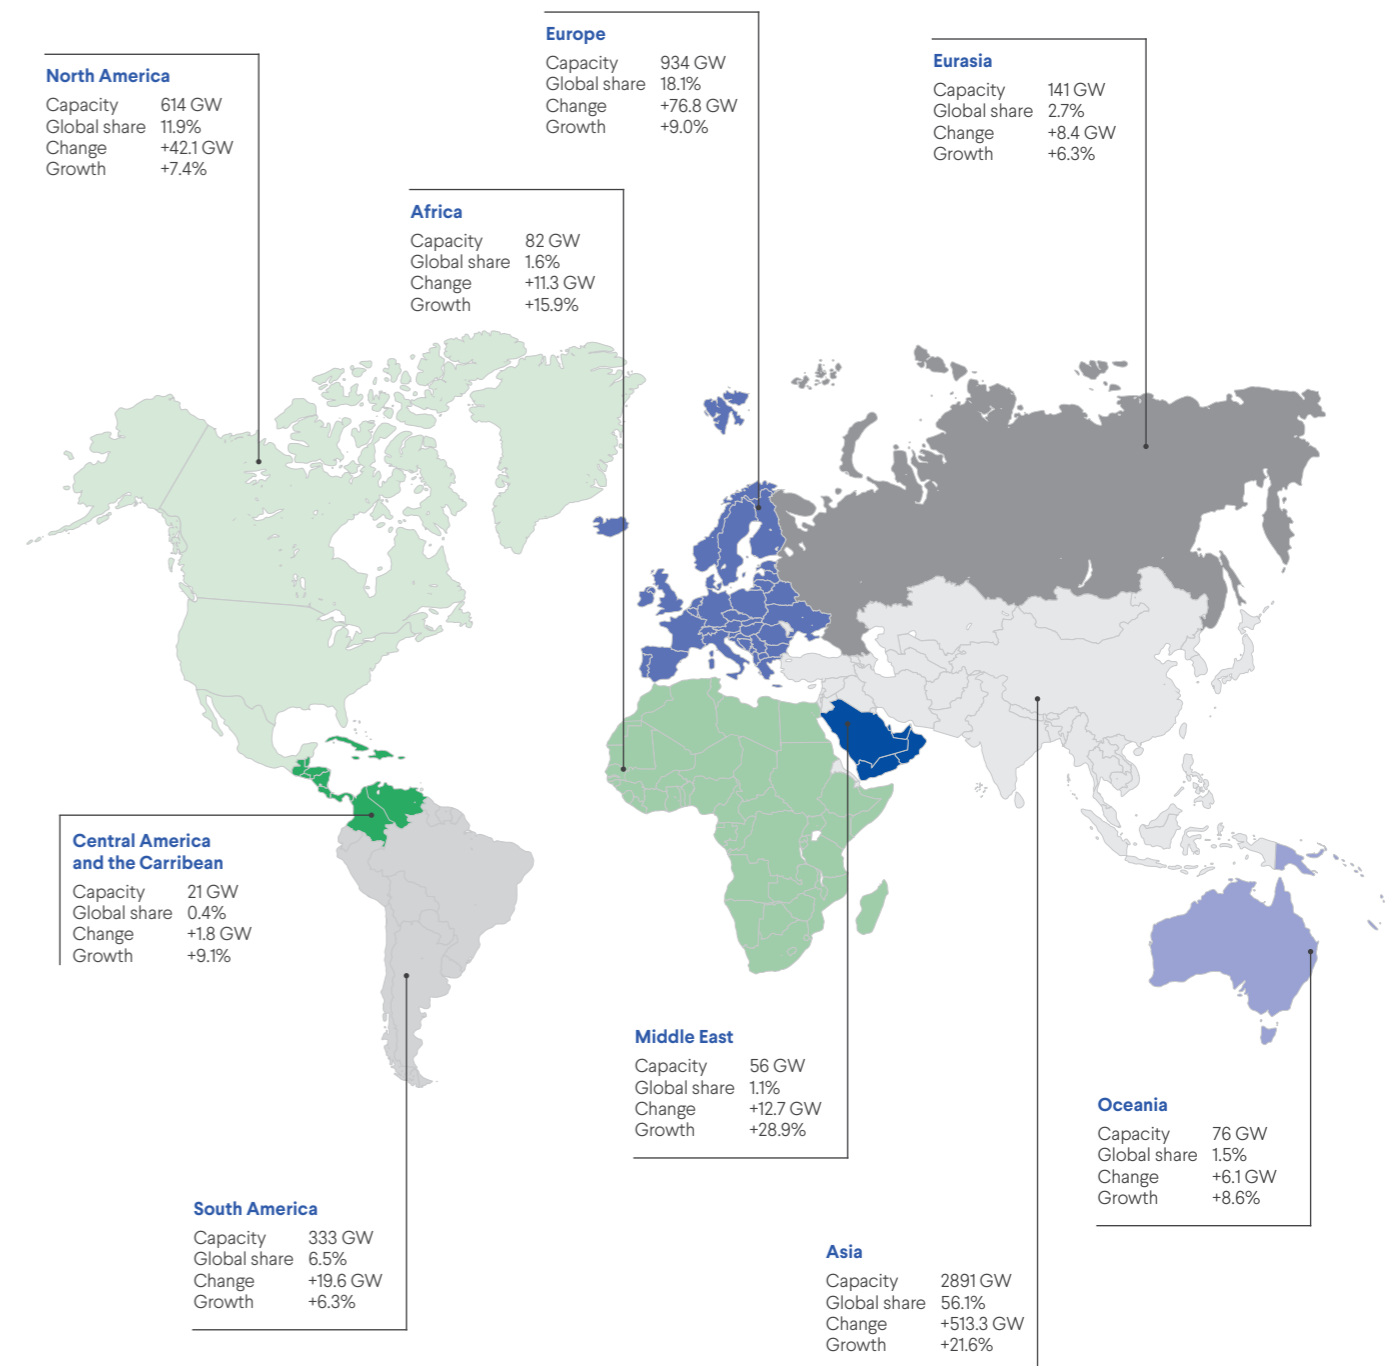 Europe
Capacity 934 GW
Global share 18.1%
Change +76.8 GW
Growth +9.0%
Eurasia
Capacity 141 GW
Global share 2.7%
Change +8.4 GW
Growth +6.3%
North America
Capacity 614 GW
Global share 11.9%
Change +42.1 GW
Growth +7.4%
Africa
Capacity 82 GW
Global share 1.6%
Change +11.3 GW
Growth +15.9%
Central America
and the Carribean
Capacity 21 GW
Global share 0.4%
Change +1.8 GW
Growth +9.1%
Middle East
Capacity 56 GW
Global share 1.1%
Change +12.7 GW
Growth +28.9%
Oceania
Capacity 76 GW
Global share 1.5%
Change +6.1 GW
Growth +8.6%
South America
Capacity 333 GW
Global share 6.5%
Change +19.6 GW
Growth +6.3%
Asia
Capacity 2891 GW
Global share 56.1%
Change +513.3 GW
Growth +21.6%